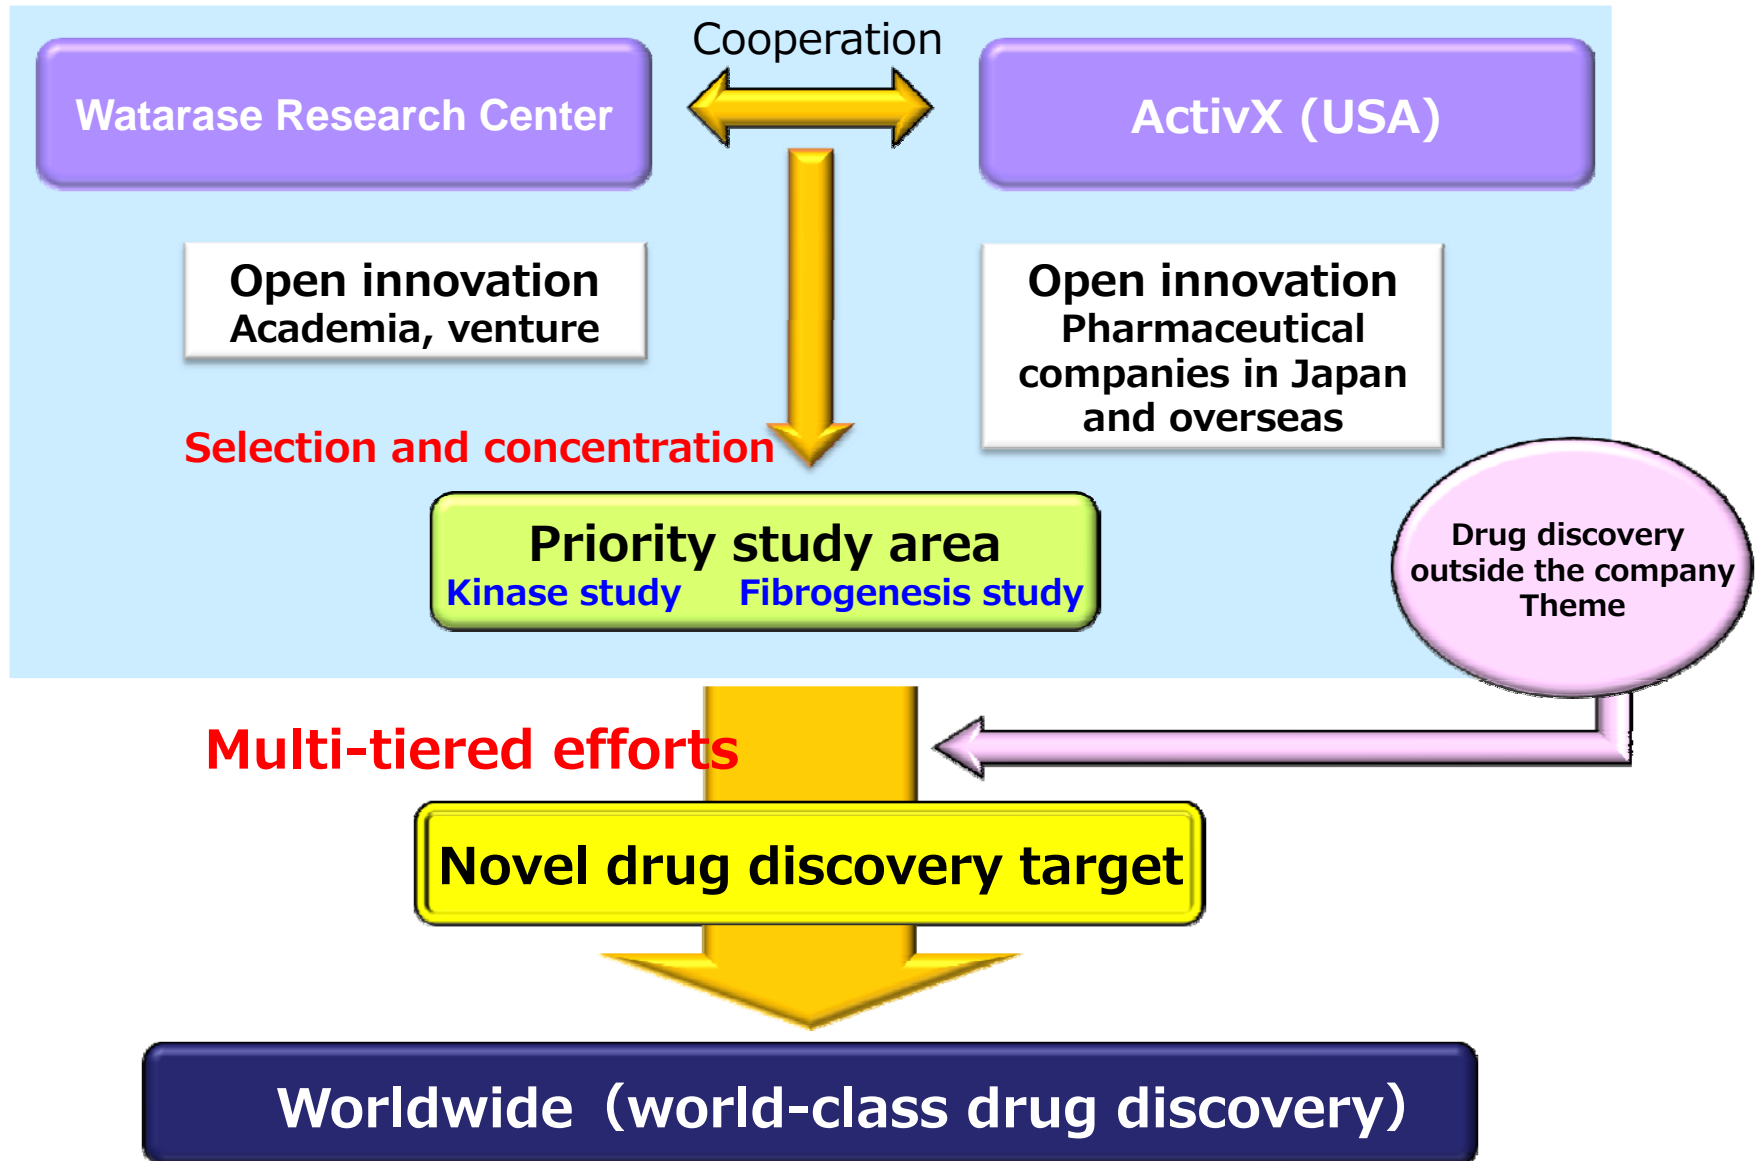 Cooperation
Watarase Research Center
ActivX (USA)
Open innovation
Academia, venture
Open innovation
Pharmaceutical
companies in Japan
and overseas
Selection and concentration
Priority study area
Kinase study Fibrogenesis study
Drug discovery
outside the company
Theme
Multi-tiered efforts
Novel drug discovery target
Worldwide（world-class drug discovery）